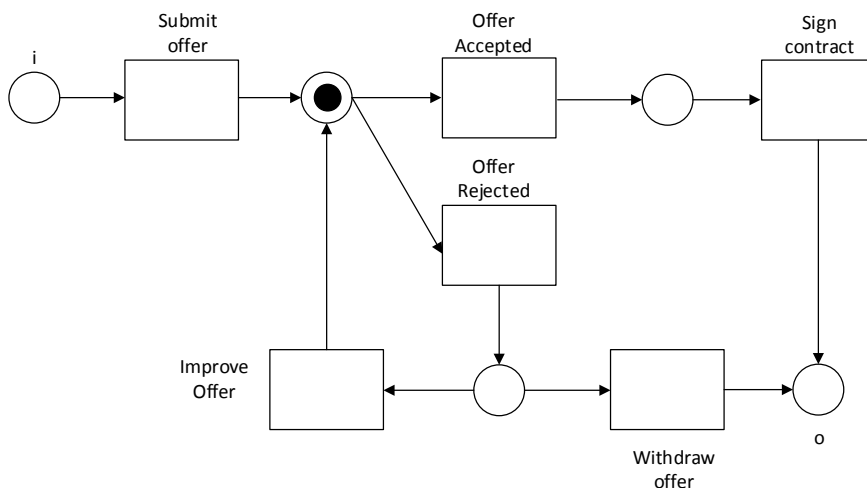 i
Submit
offer
Offer
Accepted
Sign
contract
Offer
Rejected
Improve
Offer
Withdraw
offer
o